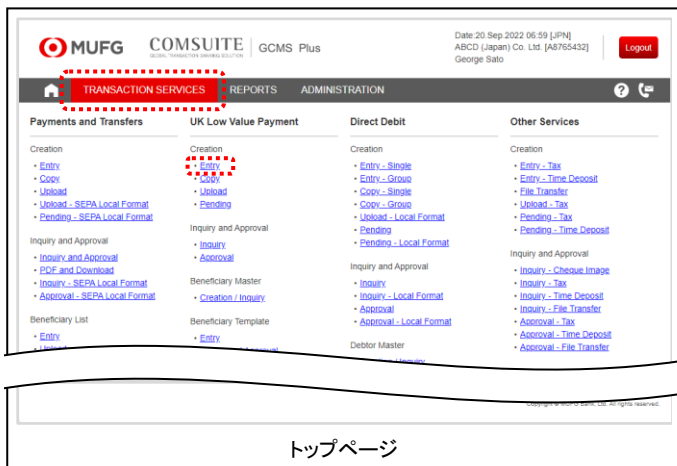 MUFG COMSUITE GCMS Plus
GLOBAL TRANSACTION BANKING SOLUTION
Date:20.Sep.2022 06:59 [JPN]
ABCD (Japan) Co. Ltd. [A8765432]
George Sato
Logout
TRANSACTION SERVICES REPORTS ADMINISTRATION
Payments and Transfers
Creation
• Entry
• Copy
• Upload
• Upload - SEPA Local Format
• Pending - SEPA Local Format
Inquiry and Approval
• Inquiry and Approval
• PDF and Download
• Inquiry - SEPA Local Format
• Approval - SEPA Local Format
Beneficiary List
• Entry
• Upload
UK Low Value Payment
Creation
• Entry
• Copy
• Upload
• Pending
Inquiry and Approval
• Inquiry
• Approval
Beneficiary Master
• Creation / Inquiry
Beneficiary Template
• Entry
Direct Debit
Creation
• Entry - Single
• Entry - Group
• Copy - Single
• Copy - Group
• Upload - Local Format
• Pending
• Pending - Local Format
Inquiry and Approval
• Inquiry
• Inquiry - Local Format
• Approval
• Approval - Local Format
Debtor Master
Other Services
Creation
• Entry - Tax
• Entry - Time Deposit
• File Transfer
• Upload - Tax
• Pending - Tax
• Pending - Time Deposit
Inquiry and Approval
• Inquiry - Cheque Image
• Inquiry - Tax
• Inquiry - Time Deposit
• Inquiry - File Transfer
• Approval - Tax
• Approval - Time Deposit
• Approval - File Transfer
Ltd. All rights reserved.
トップページ